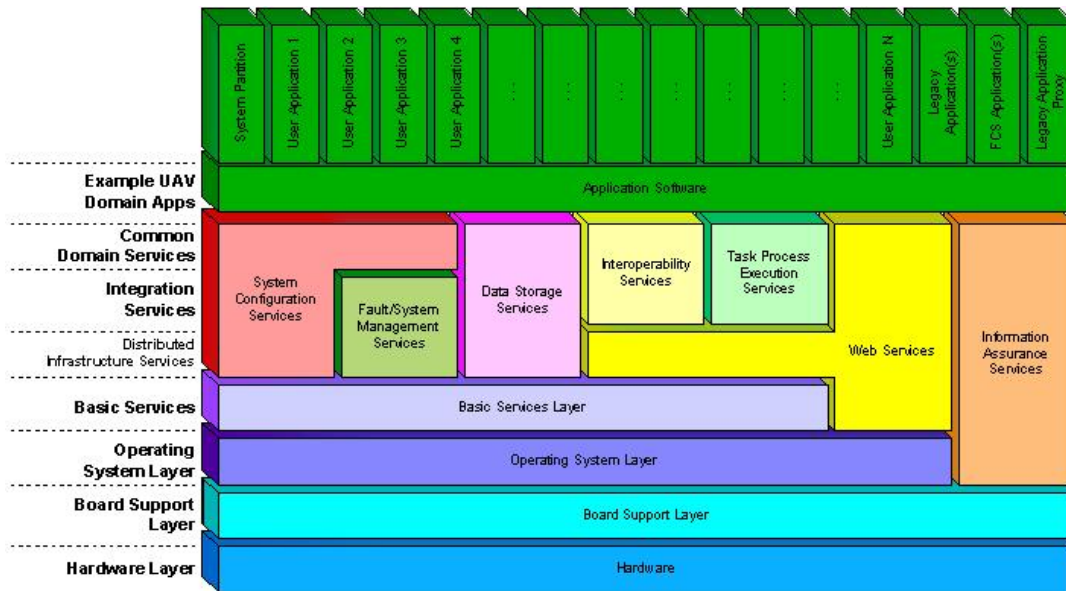 System Partition
User Application 1
User Application 2
User Application 3
User Application 4
...
...
...
...
...
...
...
User Application N
Legacy
Application(s)
FCS Application(s)
Legacy Application
Proxy
Example UAV
Domain Apps
Application Software
Common
Domain Services
Integration
Services
Distributed
Infrastructure Services
System
Configuration
Services
Fault/System
Management
Services
Data Storage
Services
Interoperability
Services
Task Process
Execution
Services
Web Services
Information
Assurance
Services
Basic Services
Basic Services Layer
Operating
System Layer
Operating System Layer
Board Support
Layer
Board Support Layer
Hardware Layer
Hardware